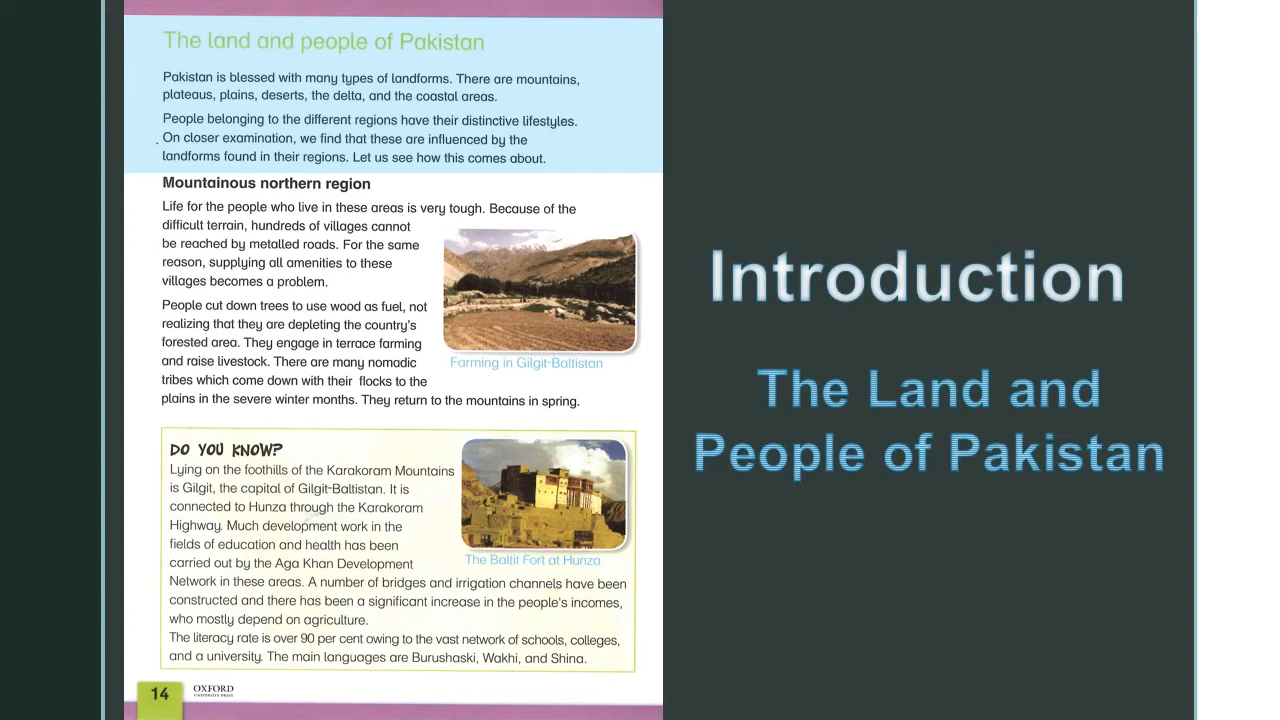 The land and people of Pakistan
Pakistan is blessed with many types of landforms. There are mountains,
plateaus, plains, deserts, the delta, and the coastal areas.
People belonging to the different regions have their distinctive lifestyles.
On closer examination, we find that these are influenced by the
landforms found in their regions. Let us see how this comes about.
Mountainous northern region
Life for the people who live in these areas is very tough. Because of the
difficult terrain, hundreds of villages cannot
be reached by metalled roads. For the same
reason, supplying all amenities to these
villages becomes a problem.
People cut down trees to use wood as fuel, not
realizing that they are depleting the country's
forested area. They engage in terrace farming
and raise livestock. There are many nomadic
tribes which come down with their flocks to the
plains in the severe winter months. They return to the mountains in spring.
Farming in Gilgit-Baltistan
DO YOU KNOW?
Lying on the foothills of the Karakoram Mountains
is Gilgit, the capital of Gilgit-Baltistan. It is
connected to Hunza through the Karakoram
Highway. Much development work in the
fields of education and health has been
carried out by the Aga Khan Development
Network in these areas. A number of bridges and irrigation channels have been
constructed and there has been a significant increase in the people's incomes,
who mostly depend on agriculture.
The literacy rate is over 90 per cent owing to the vast network of schools, colleges,
and a university. The main languages are Burushaski, Wakhi, and Shina.
The Baltit Fort at Hunza
14
OXFORD
UNIVERSITY PRESS
Introduction
The Land and
People of Pakistan